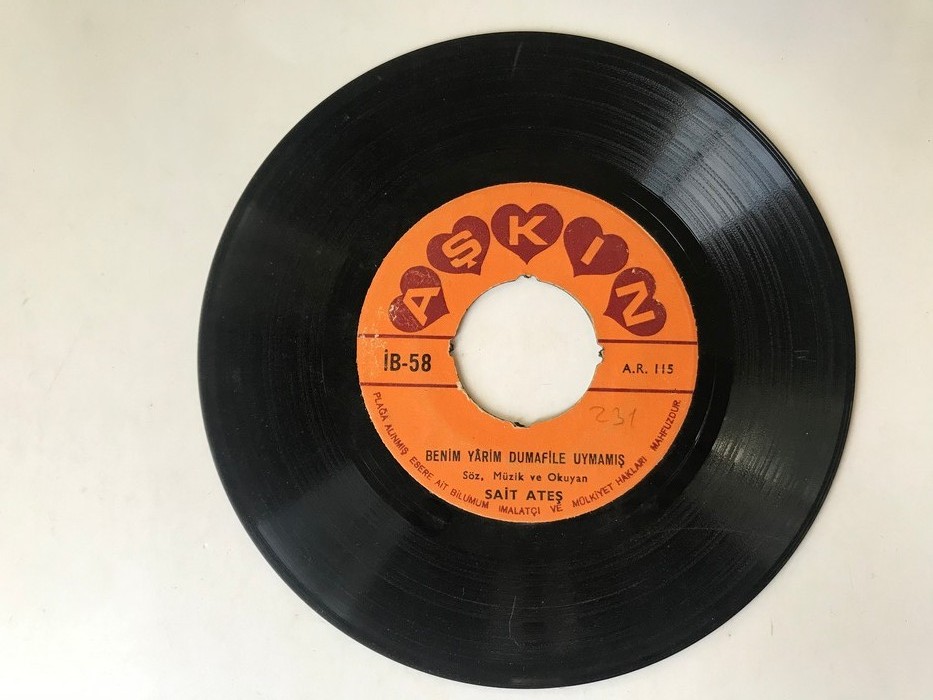 AŞKIN
İB-58
A.R. 115
231
BENİM YÂRİM DUMAFİLE UYMAMIŞ
Söz, Müzik ve Okuyan
SAİT ATEŞ
PLAĞA ALINMIŞ ESERE AİT BİLUMUM İMALATÇI VE MÜLKİYET HAKLARI MAHFUZDUR